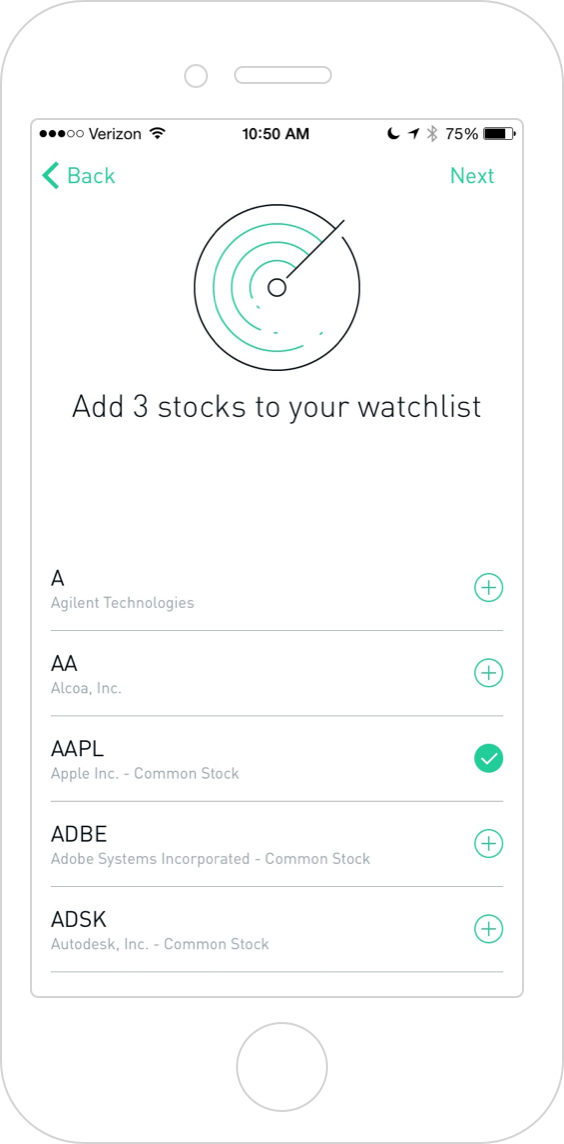 Verizon 10:50 AM 75%
Back Next
Add 3 stocks to your watchlist
A
Agilent Technologies
AA
Alcoa, Inc.
AAPL
Apple Inc. - Common Stock
ADBE
Adobe Systems Incorporated - Common Stock
ADSK
Autodesk, Inc. - Common Stock